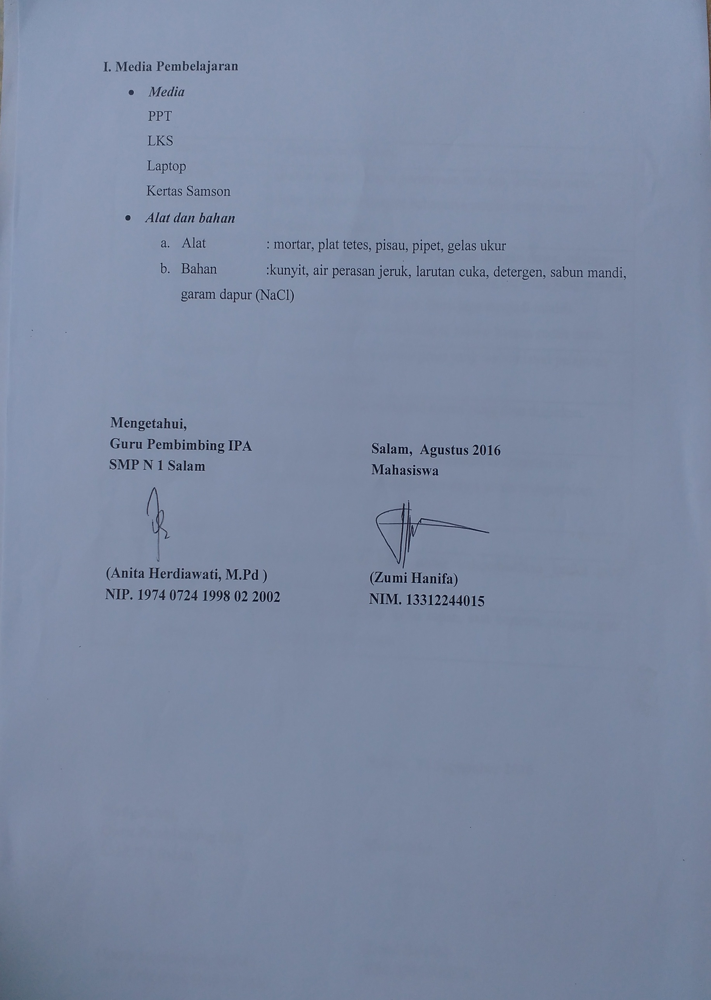 I. Media Pembelajaran
• Media
PPT
LKS
Laptop
Kertas Samson
• Alat dan bahan
a. Alat : mortar, plat tetes, pisau, pipet, gelas ukur
b. Bahan :kunyit, air perasan jeruk, larutan cuka, detergen, sabun mandi,
garam dapur (NaCl)
Mengetahui,
Guru Pembimbing IPA
SMP N 1 Salam
Salam, Agustus 2016
Mahasiswa
(Anita Herdiawati, M.Pd )
NIP. 1974 0724 1998 02 2002
(Zumi Hanifa)
NIM. 13312244015